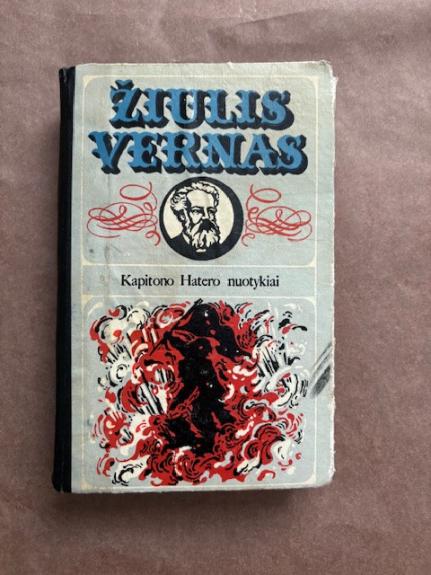 ŽIULIS
VERNAS
Kapitono Hatero nuotykiai